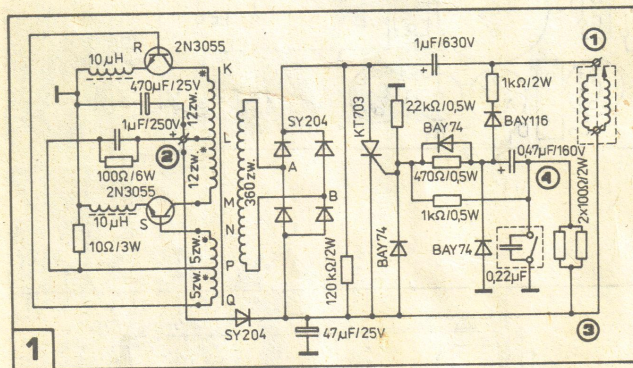 R
2N3055
10µH
K
470µF/25V
1µF/250V
+
2
12zw.
L
100Ω/6W
12zw.
2N3055
M
N
10µH
S
10Ω/3W
5zw.
P
5zw.
Q
360zw.
SY204
A
B
SY204
47µF/25V
120kΩ/2W
KT703
1µF/630V
+
2,2kΩ/0,5W
BAY74
470Ω/0,5W
1kΩ/0,5W
BAY74
1kΩ/2W
BAY116
0,47µF/160V
+
4
BAY74
0,22µF
2x100Ω/2W
1
3
1